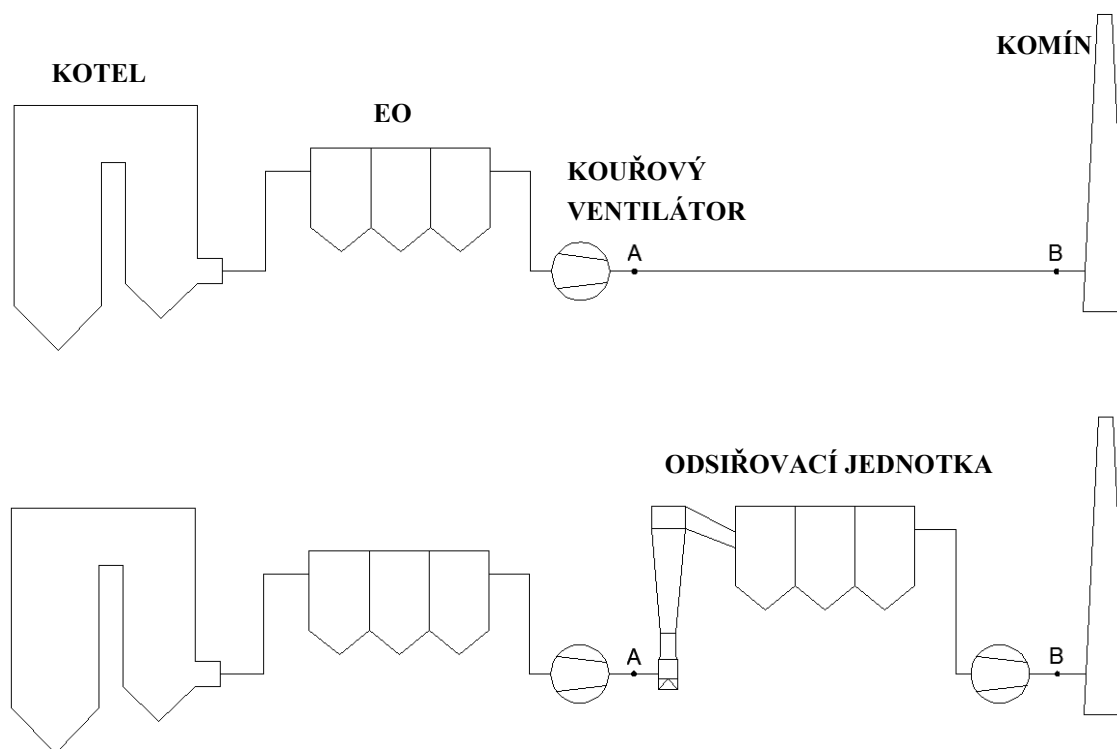 KOMÍN
KOTEL
EO
KOUŘOVÝ
VENTILÁTOR
A
B
ODSIŘOVACÍ JEDNOTKA
A
B